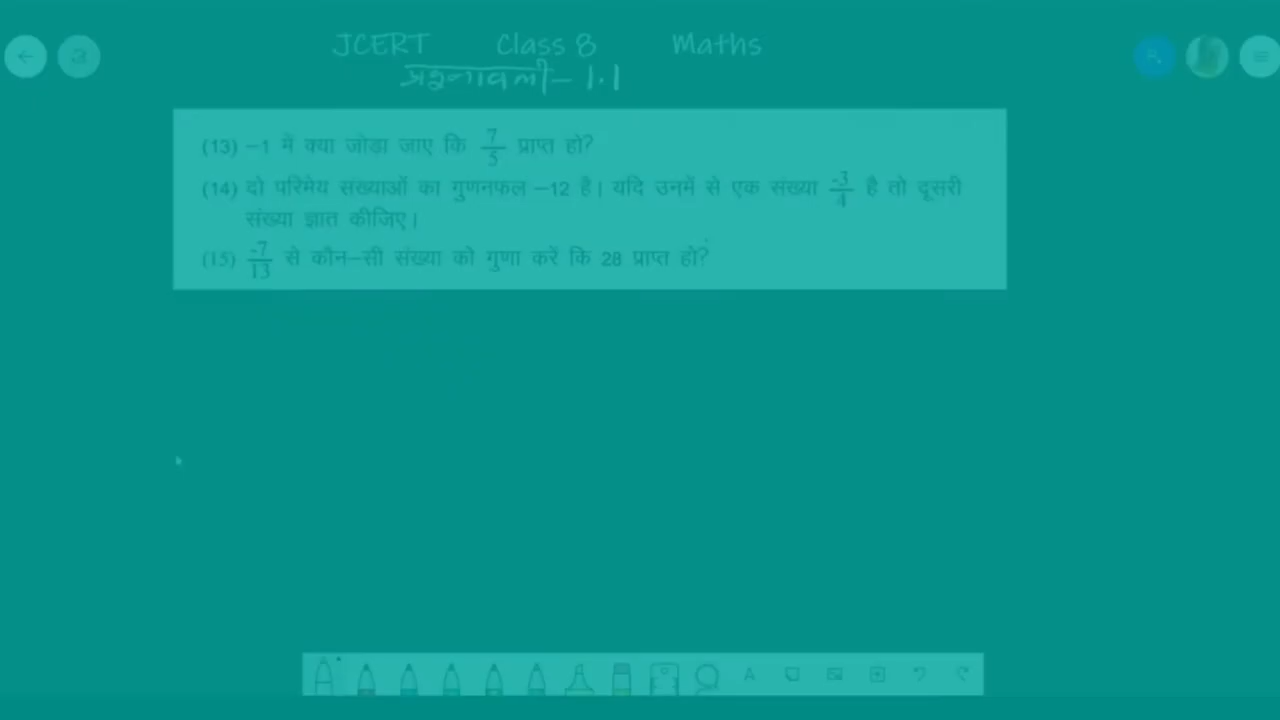 JCERT Class 8 Maths
प्रश्नावली - 1.1
(13) -1 में क्या जोड़ा जाए कि 7/5 प्राप्त हो?
(14) दो परिमेय संख्याओं का गुणनफल -12 है। यदि उनमें से एक संख्या -3/4 है तो दूसरी
संख्या ज्ञात कीजिए।
(15) -7/13 से कौन-सी संख्या को गुणा करें कि 28 प्राप्त हो?